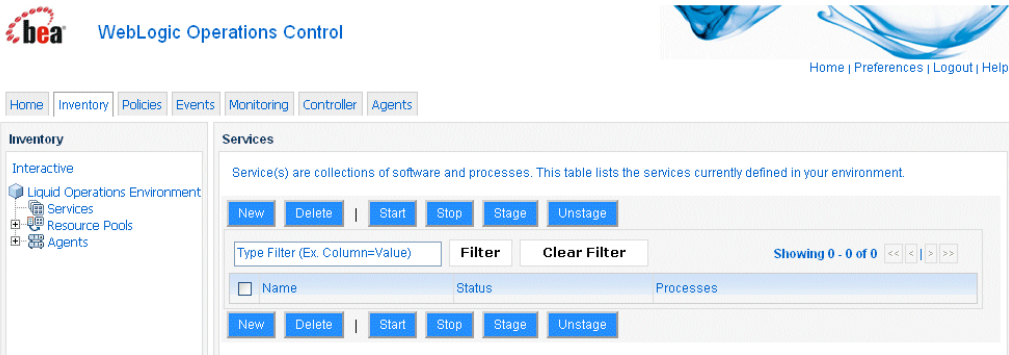 bea WebLogic Operations Control
Home | Preferences | Logout | Help
Home Inventory Policies Events Monitoring Controller Agents
Inventory
Interactive
Liquid Operations Environment
Services
Resource Pools
Agents
Services
Service(s) are collections of software and processes. This table lists the services currently defined in your environment.
New Delete | Start Stop Stage Unstage
Type Filter (Ex. Column=Value) Filter Clear Filter Showing 0 - 0 of 0 << < | > >>
Name Status Processes
New Delete | Start Stop Stage Unstage